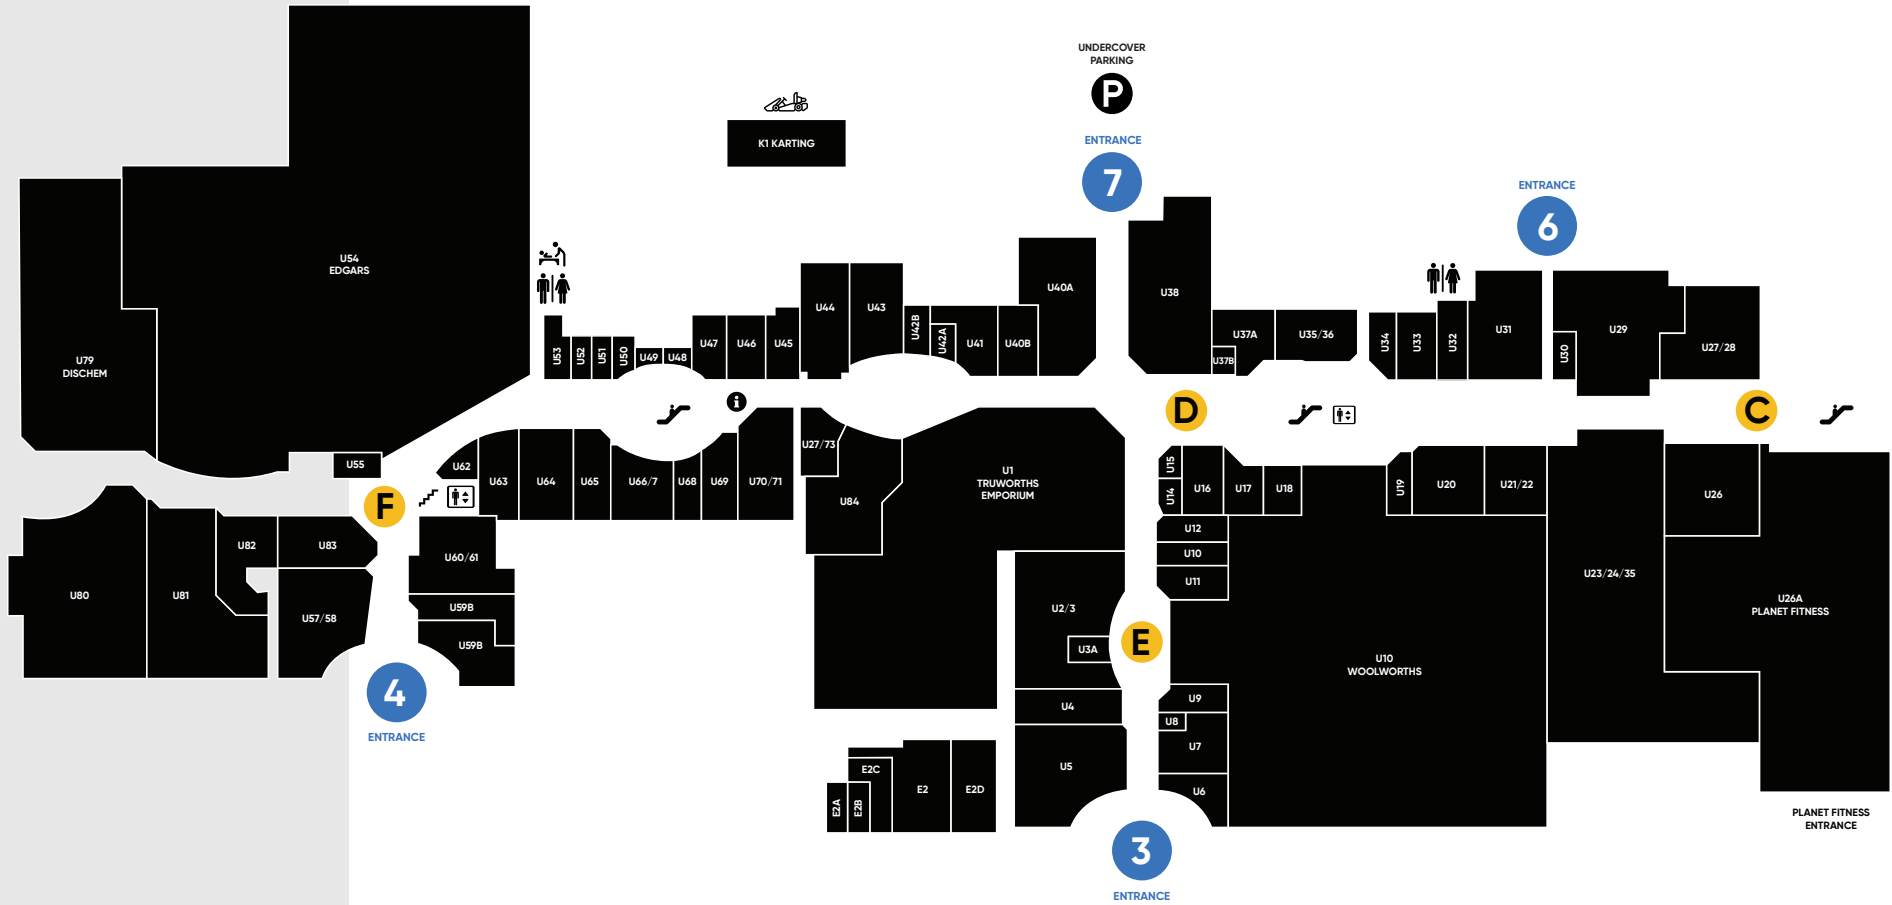 UNDERCOVER
PARKING
P
ENTRANCE
7
K1 KARTING
ENTRANCE
6
U54
EDGARS
U79
DISCHEM
U53
U52
U51
U50
U49
U48
U47
U46
U45
U44
U43
U42B
U42A
U41
U40B
U40A
U38
U37A
U37B
U35/36
U34
U33
U32
U31
U30
U29
U27/28
i
D
C
U55
F
U62
U63
U64
U65
U66/7
U68
U69
U70/71
U27/73
U84
U1
TRUWORTHS
EMPORIUM
U15
U14
U16
U17
U18
U19
U20
U21/22
U26
U12
U10
U11
U23/24/35
U26A
PLANET FITNESS
U80
U81
U82
U83
U57/58
U60/61
U59B
U59B
U2/3
U3A
E
U10
WOOLWORTHS
U4
U5
U9
U8
U7
U6
4
ENTRANCE
E2A
E2B
E2C
E2
E2D
PLANET FITNESS
ENTRANCE
3
ENTRANCE